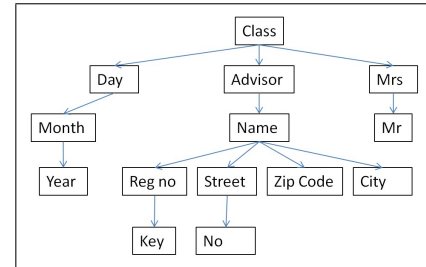 Class
Day Advisor Mrs
Month Name Mr
Year Reg no Street Zip Code City
Key No